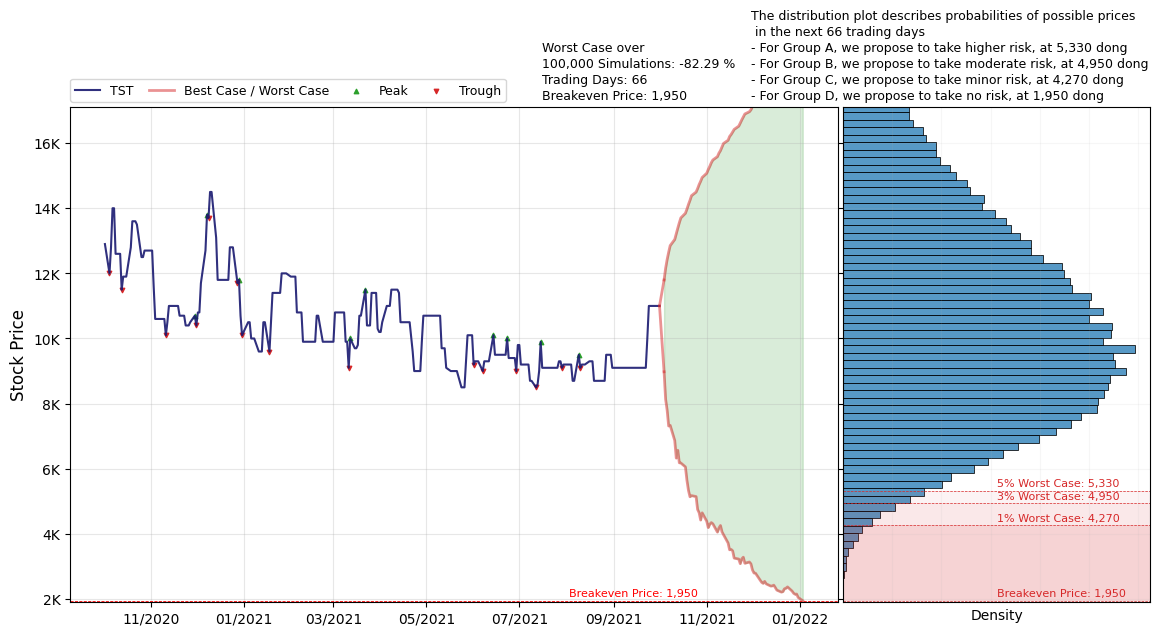 The distribution plot describes probabilities of possible prices
in the next 66 trading days
- For Group A, we propose to take higher risk, at 5,330 dong
- For Group B, we propose to take moderate risk, at 4,950 dong
- For Group C, we propose to take minor risk, at 4,270 dong
- For Group D, we propose to take no risk, at 1,950 dong
Worst Case over
100,000 Simulations: -82.29 %
Trading Days: 66
Breakeven Price: 1,950
TST Best Case / Worst Case Peak Trough
Stock Price
16K
14K
12K
10K
8K
6K
4K
2K
Breakeven Price: 1,950
11/2020 01/2021 03/2021 05/2021 07/2021 09/2021 11/2021 01/2022
5% Worst Case: 5,330
3% Worst Case: 4,950
1% Worst Case: 4,270
Breakeven Price: 1,950
Density